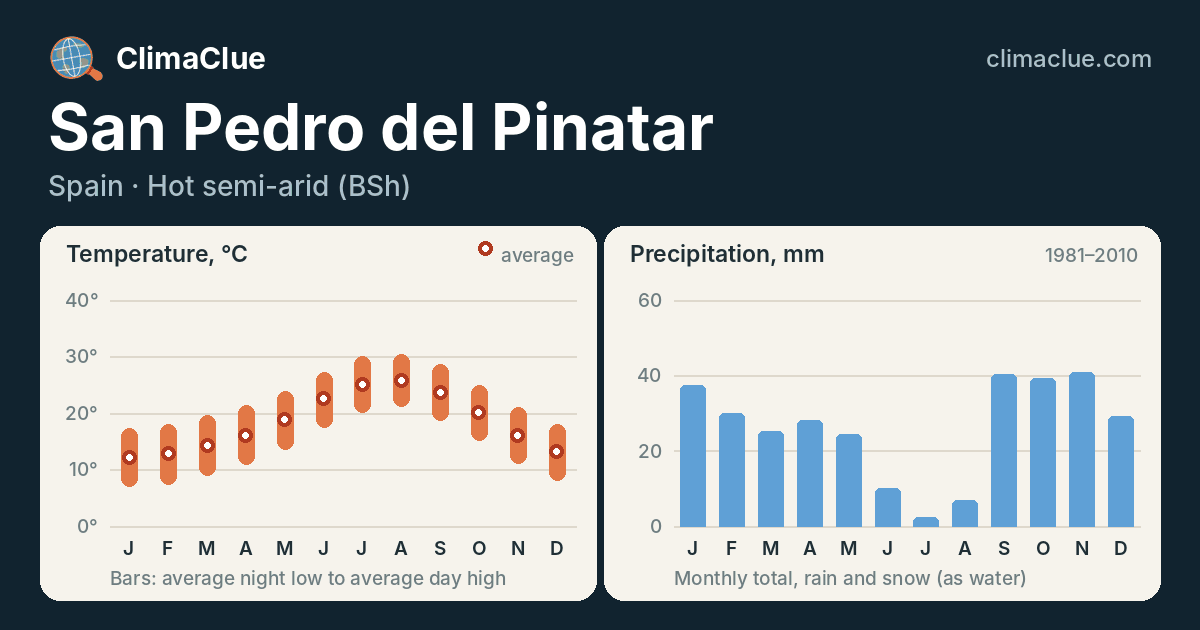 ClimaClue
climaclue.com
San Pedro del Pinatar
Spain · Hot semi-arid (BSh)
Temperature, °C
average
40°
30°
20°
10°
0°
J F M A M J J A S O N D
Bars: average night low to average day high
Precipitation, mm
1981–2010
60
40
20
0
J F M A M J J A S O N D
Monthly total, rain and snow (as water)